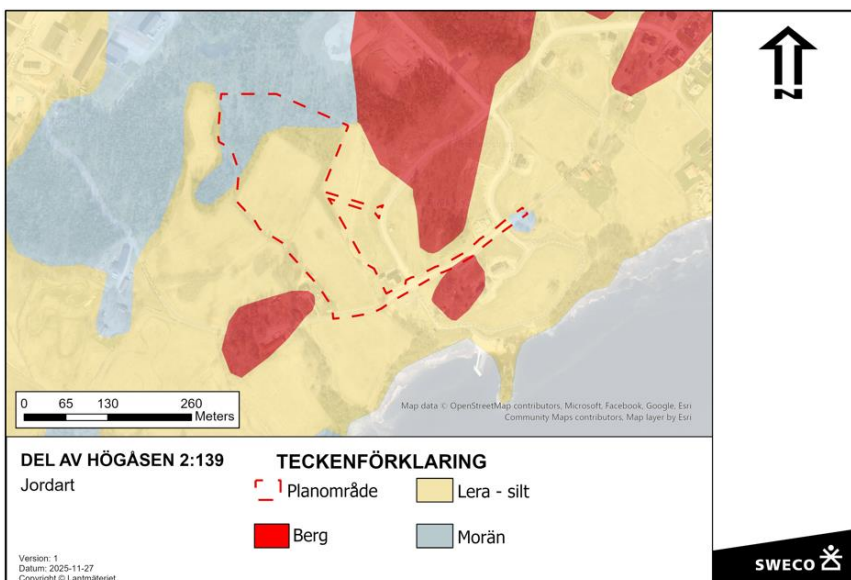 N
0 65 130 260
Meters
Map data © OpenStreetMap contributors, Microsoft, Facebook, Google, Esri
Community Maps contributors, Map layer by Esri
DEL AV HÖGÅSEN 2:139
Jordart
TECKENFÖRKLARING
Planområde
Lera - silt
Berg
Morän
Version: 1
Datum: 2025-11-27
Copyright © Lantmäteriet
SWECO